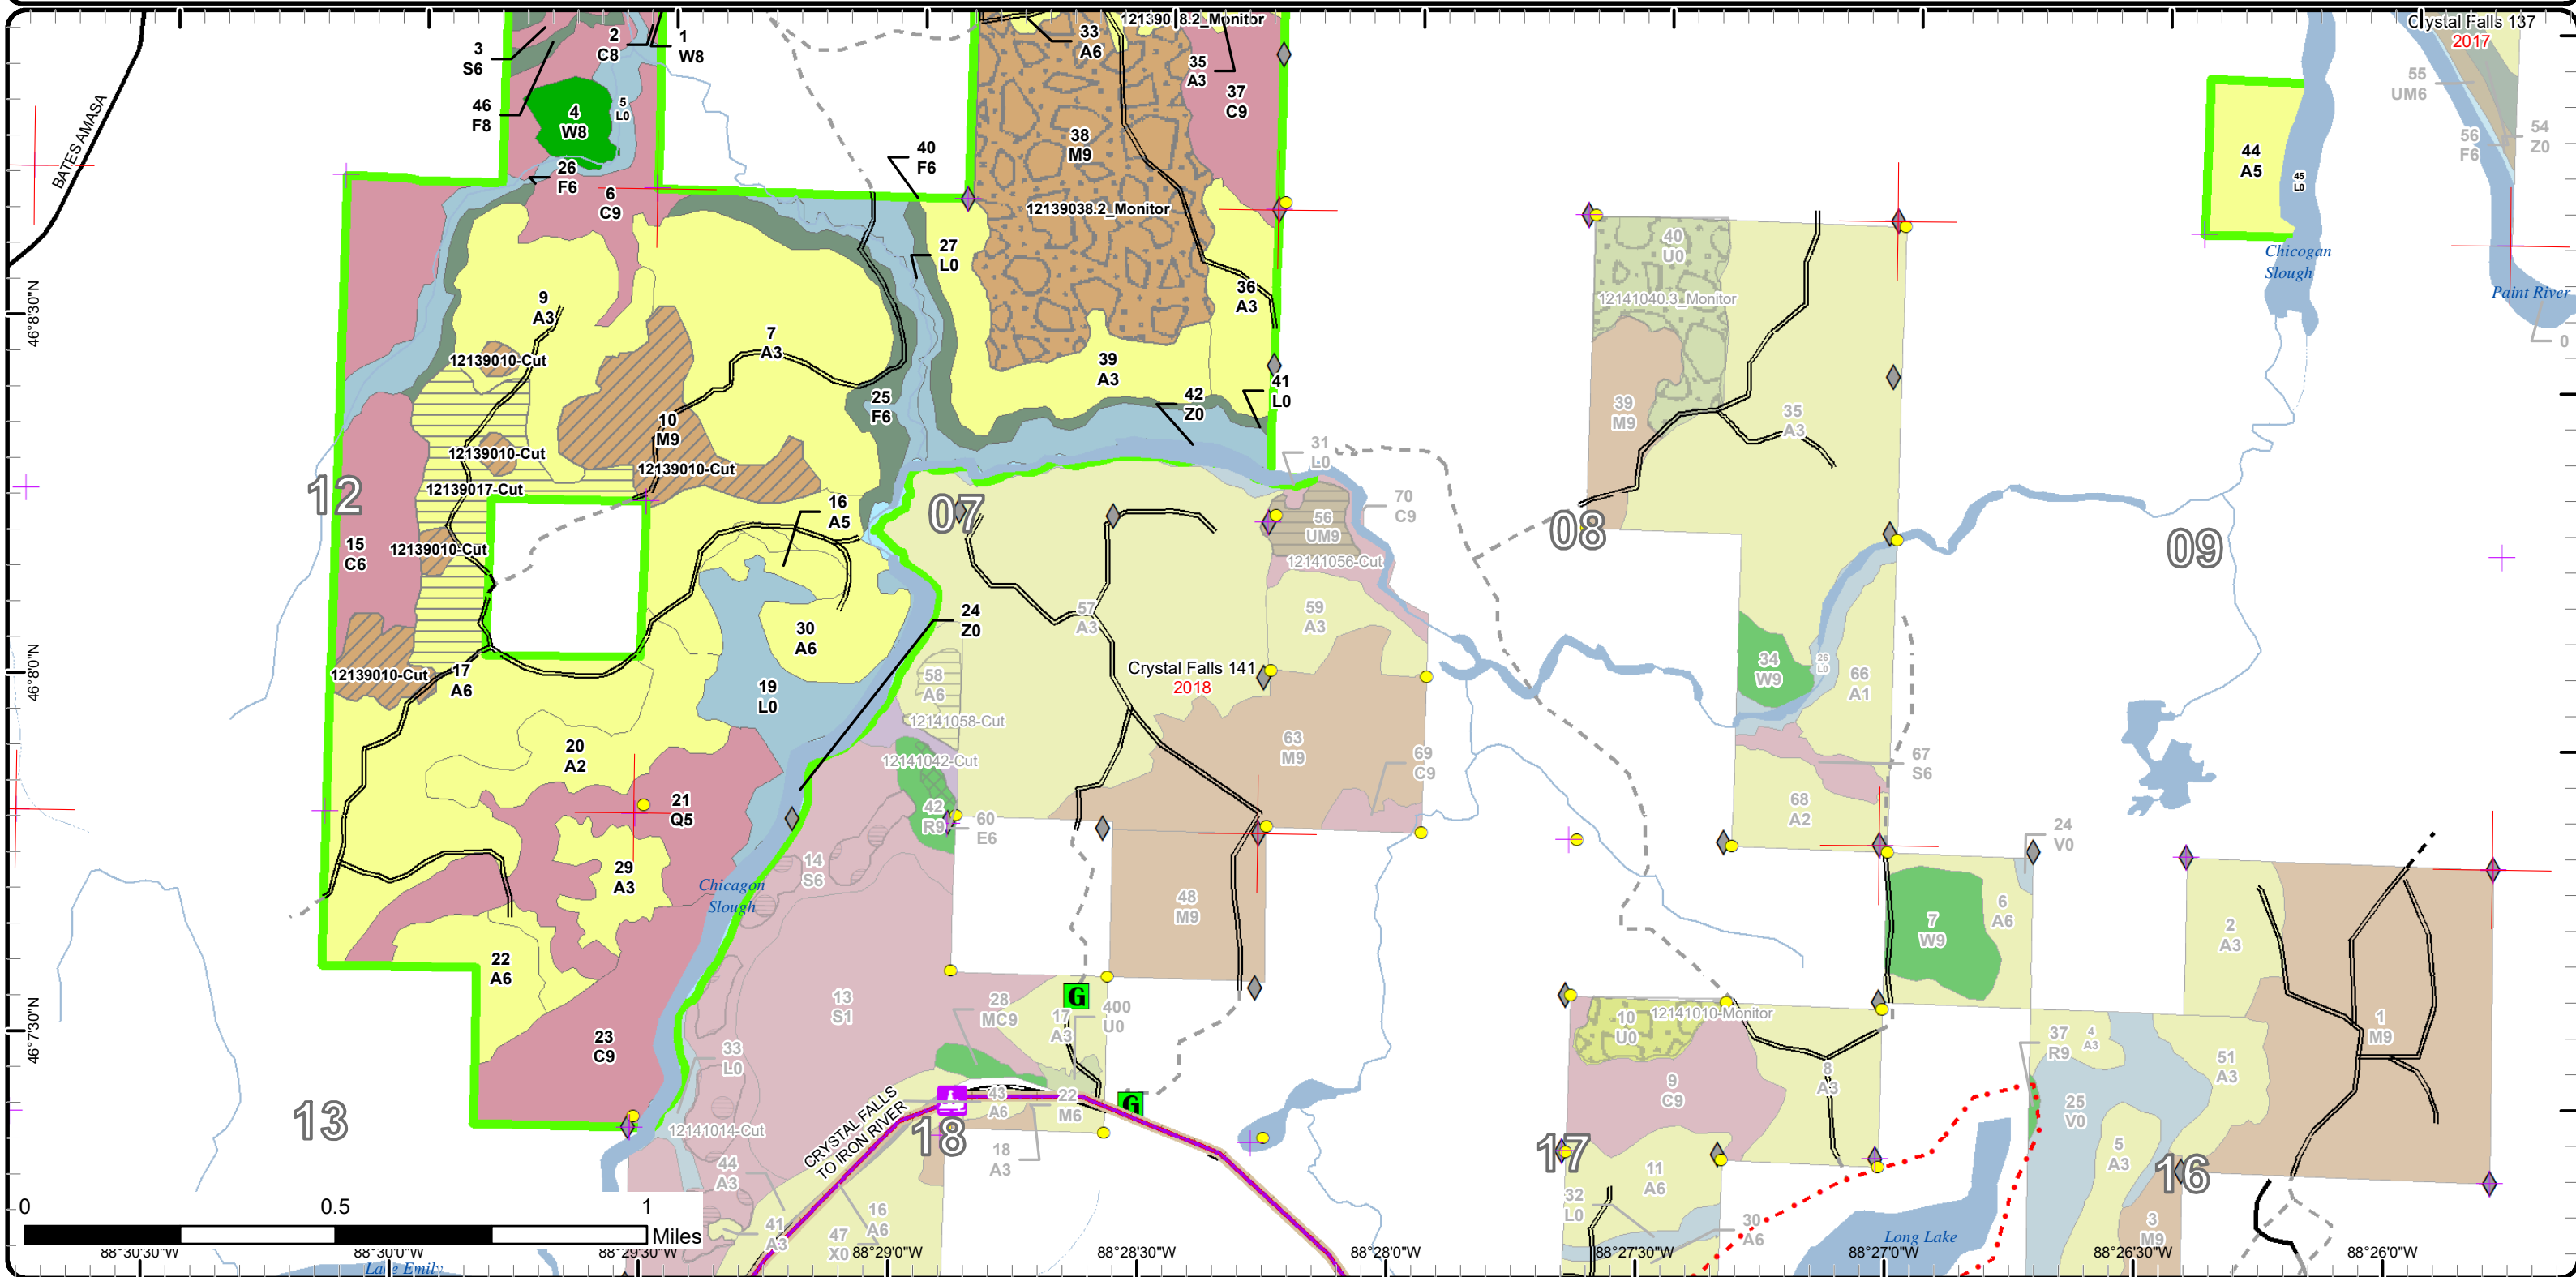 12139038.2_Monitor
Crystal Falls 137
2017
BATES AMASA
3
S6
2
C8
1
W8
46
F8
4
W8
5
L0
26
F6
6
C9
33
A6
35
A3
37
C9
38
M9
12139038.2_Monitor
40
F6
27
L0
36
A3
39
A3
42
Z0
41
L0
9
A3
7
A3
12139010-Cut
10
M9
25
F6
12139010-Cut
12139010-Cut
12139017-Cut
16
A5
12139010-Cut
15
C6
12139010-Cut
17
A6
30
A6
19
L0
24
Z0
20
A2
21
Q5
29
A3
22
A6
23
C9
Chicagon
Slough
12
07
08
09
13
18
17
16
31
L0
70
C9
56
UM9
12141056-Cut
57
A3
59
A3
58
A6
12141058-Cut
Crystal Falls 141
2018
12141042-Cut
42
R9
60
E6
63
M9
69
C9
48
M9
14
S6
13
S1
28
MC9
17
A3
400
U0
G
G
33
L0
43
A6
22
M6
18
A3
12141014-Cut
44
A3
41
A3
47
X0
16
A6
CRYSTAL FALLS
TO IRON RIVER
40
U0
12141040.3_Monitor
39
M9
35
A3
34
W9
26
L0
66
A1
67
S6
68
A2
24
V0
7
W9
6
A6
2
A3
1
M9
10
U0
12141010-Monitor
9
C9
8
A3
11
A6
32
L0
30
A6
37
R9
4
A3
51
A3
25
V0
5
A3
3
M9
Long Lake
44
A5
45
L0
Chicogan
Slough
55
UM6
56
F6
54
Z0
Paint River
0
46°8'30"N
46°8'0"N
46°7'30"N
0
0.5
1
Miles
88°30'30"W
88°30'0"W
88°29'30"W
88°29'0"W
88°28'30"W
88°28'0"W
88°27'30"W
88°27'0"W
88°26'30"W
88°26'0"W
Lake Emily